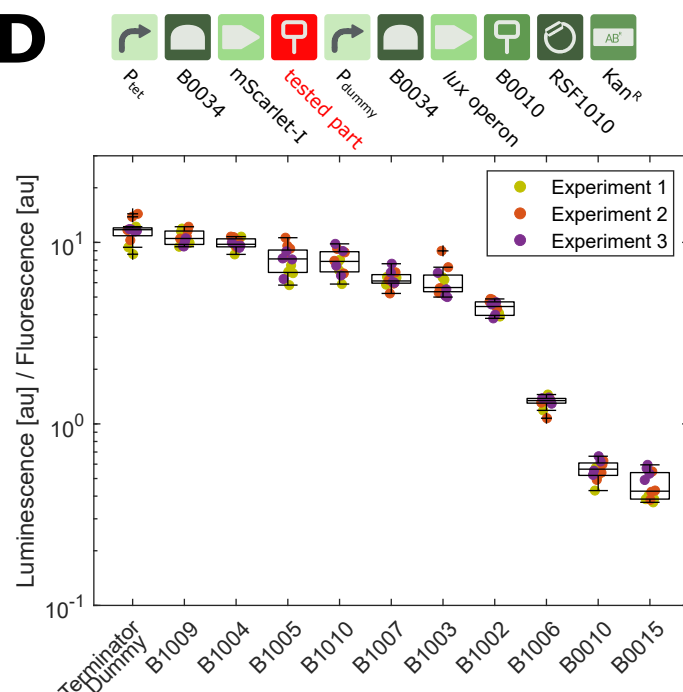 D
AB^R
P_tet
B0034
mScarlet-I
tested part
P_dummy
B0034
lux operon
B0010
RSF1010
Kan^R
Luminescence [au] / Fluorescence [au]
10^1
10^0
10^-1
Experiment 1
Experiment 2
Experiment 3
Terminator
Dummy
B1009
B1004
B1005
B1010
B1007
B1003
B1002
B1006
B0010
B0015